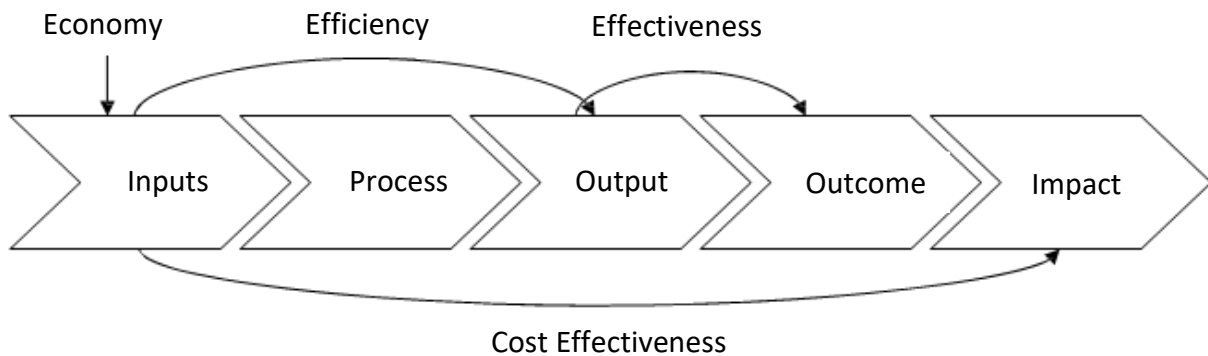 Economy
Efficiency
Effectiveness
Inputs
Process
Output
Outcome
Impact
Cost Effectiveness